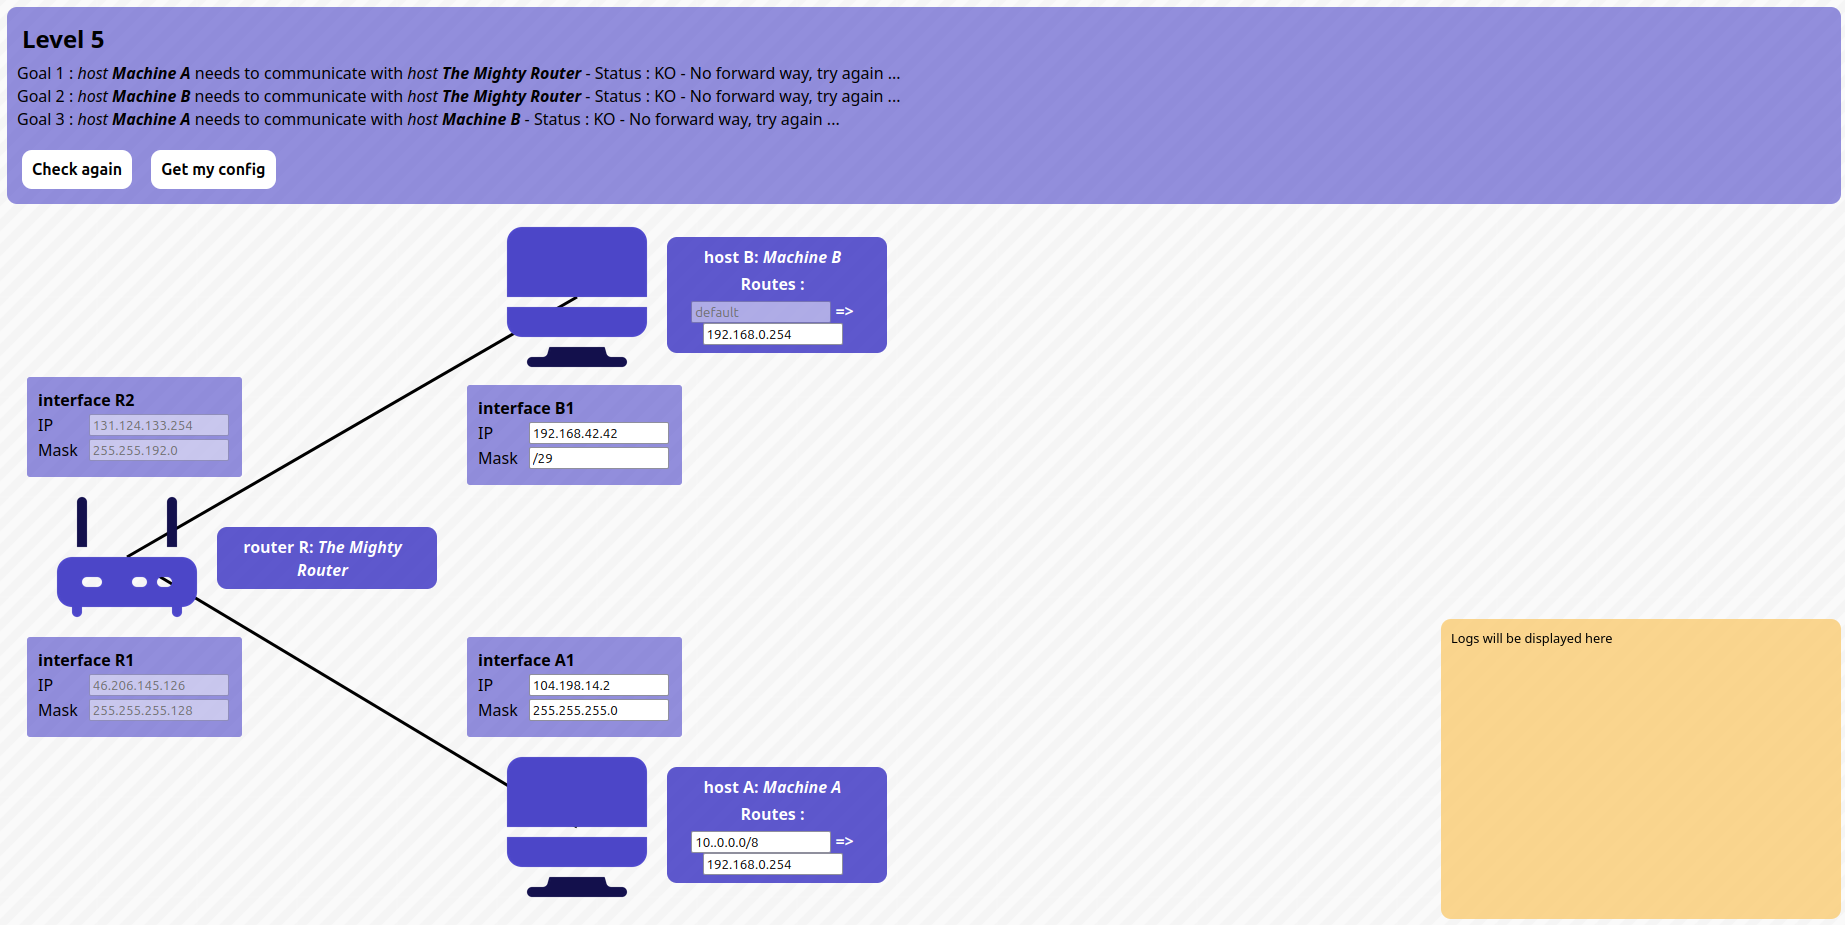 Level 5
Goal 1 : host Machine A needs to communicate with host The Mighty Router - Status : KO - No forward way, try again ...
Goal 2 : host Machine B needs to communicate with host The Mighty Router - Status : KO - No forward way, try again ...
Goal 3 : host Machine A needs to communicate with host Machine B - Status : KO - No forward way, try again ...
Check again
Get my config
host B: Machine B
Routes :
default =>
192.168.0.254
interface R2
IP 131.124.133.254
Mask 255.255.192.0
interface B1
IP 192.168.42.42
Mask /29
router R: The Mighty
Router
interface R1
IP 46.206.145.126
Mask 255.255.255.128
interface A1
IP 104.198.14.2
Mask 255.255.255.0
host A: Machine A
Routes :
10..0.0.0/8 =>
192.168.0.254
Logs will be displayed here